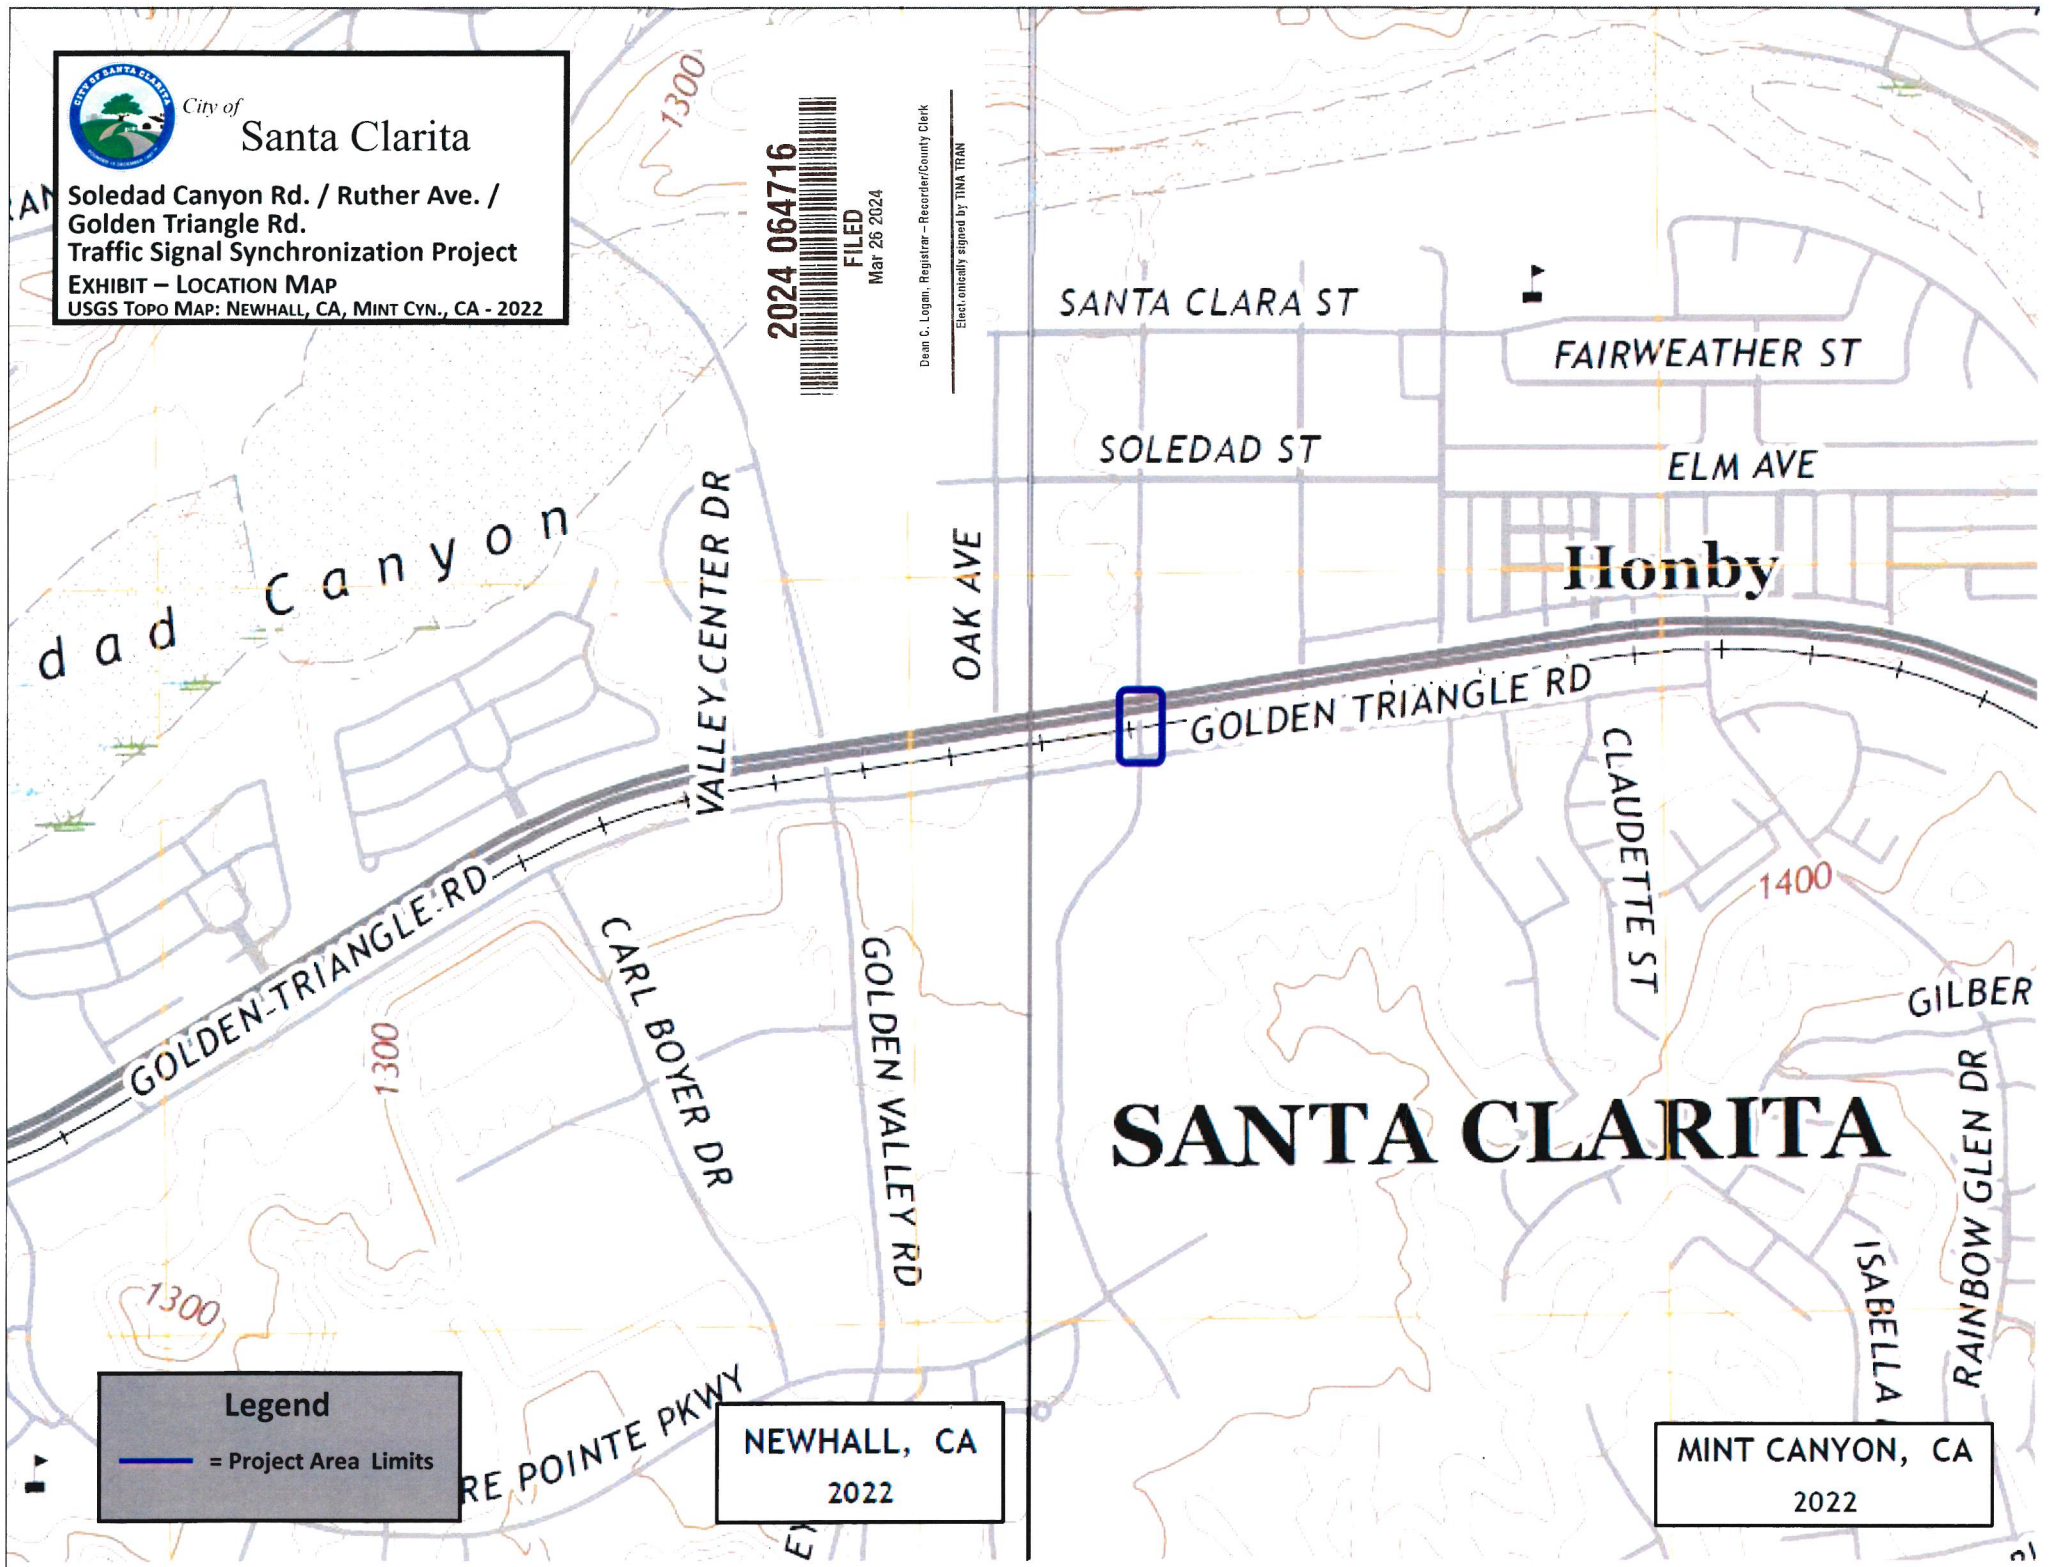 City of
Santa Clarita
Soledad Canyon Rd. / Ruther Ave. /
Golden Triangle Rd.
Traffic Signal Synchronization Project
EXHIBIT – LOCATION MAP
USGS TOPO MAP: NEWHALL, CA, MINT CYN., CA - 2022
CITY OF SANTA CLARITA
2024 064716
FILED
Mar 26 2024
Dean C. Logan, Registrar – Recorder/County Clerk
Electronically signed by TINA TRAN
1300
SANTA CLARA ST
FAIRWEATHER ST
SOLEDAD ST
ELM AVE
dad Canyon
VALLEY CENTER DR
OAK AVE
Honby
GOLDEN TRIANGLE RD
CLAUDETTE ST
1400
GOLDEN TRIANGLE RD
CARL BOYER DR
GOLDEN VALLEY RD
1300
GILBER
SANTA CLARITA
RAINBOW GLEN DR
ISABELLA
1300
RE POINTE PKWY
Legend
= Project Area Limits
NEWHALL, CA
2022
MINT CANYON, CA
2022